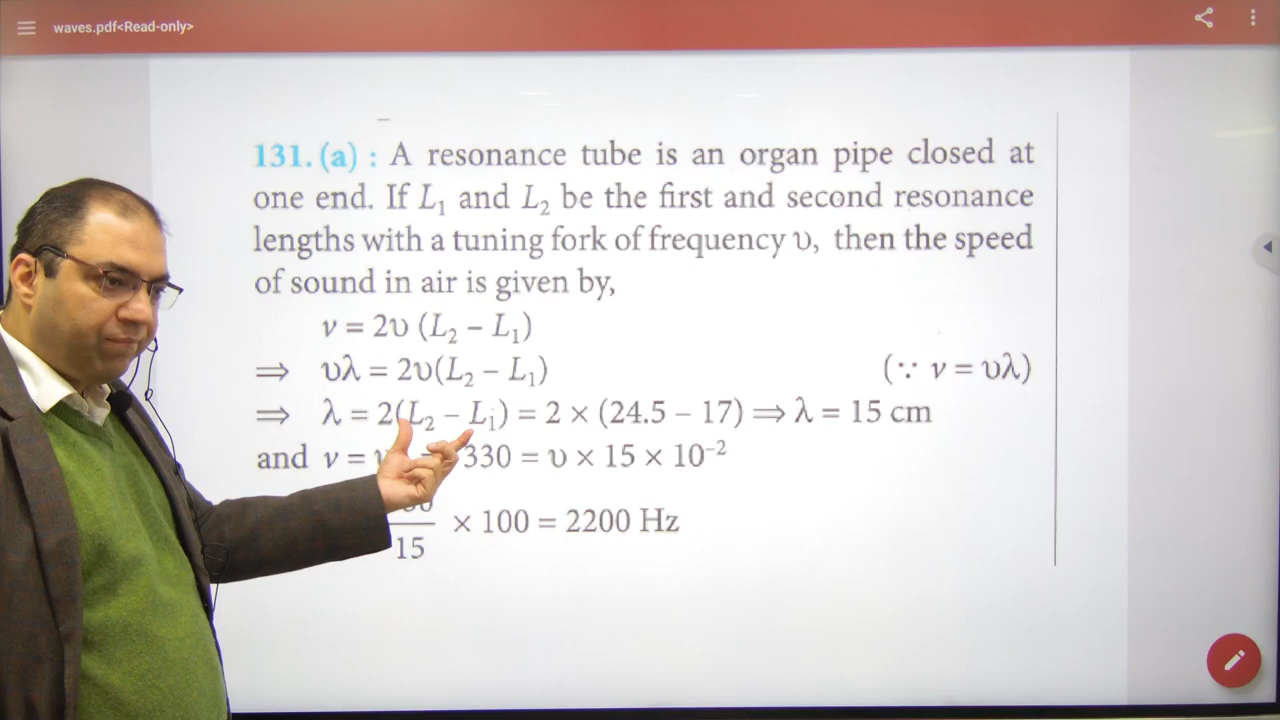 waves.pdf<Read-only>
131. (a) : A resonance tube is an organ pipe closed at
one end. If L₁ and L₂ be the first and second resonance
lengths with a tuning fork of frequency υ, then the speed
of sound in air is given by,
v = 2υ (L₂ – L₁)
⇒ υλ = 2υ(L₂ – L₁) (∵ v = υλ)
⇒ λ = 2(L₂ – L₁) = 2 × (24.5 – 17) ⇒ λ = 15 cm
and v = 330 = υ × 15 × 10⁻²
15 × 100 = 2200 Hz